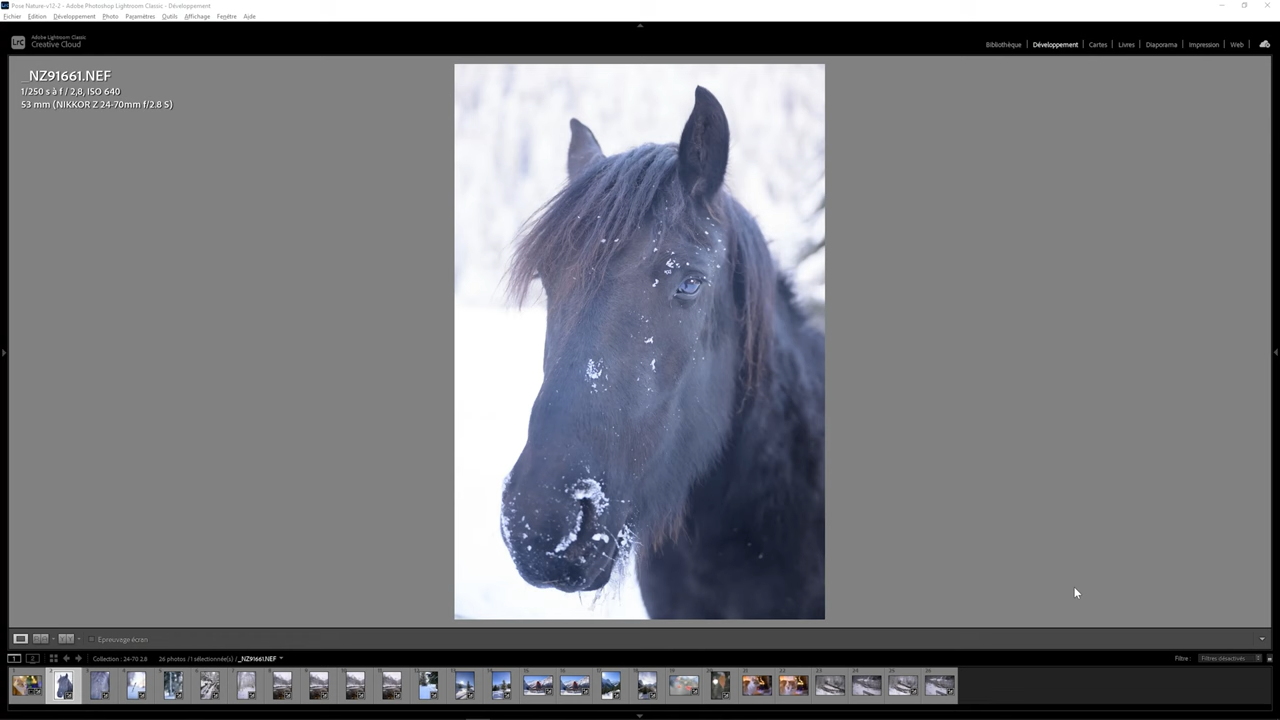 Pose Nature-v12-2 - Adobe Photoshop Lightroom Classic - Développement
Fichier Edition Développement Photo Paramètres Outils Affichage Fenêtre Aide
LrC
Adobe Lightroom Classic
Creative Cloud
Bibliothèque | Développement | Cartes | Livres | Diaporama | Impression | Web
_NZ91661.NEF
1/250 s à f / 2,8, ISO 640
53 mm (NIKKOR Z 24-70mm f/2.8 S)
Epreuvage écran
1 2 Collection : 24-70 2.8 26 photos /1 sélectionnée(s) /_NZ91661.NEF Filtre : Filtres désactivés